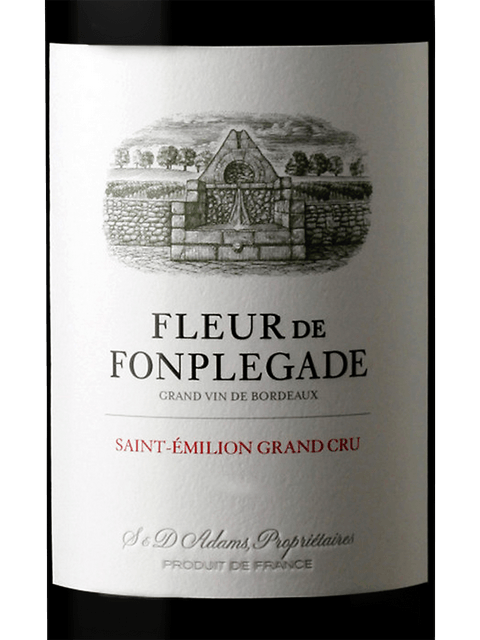 FLEUR DE
FONPLEGADE
GRAND VIN DE BORDEAUX
SAINT-ÉMILION GRAND CRU
S & D Adams, Propriétaires
PRODUIT DE FRANCE